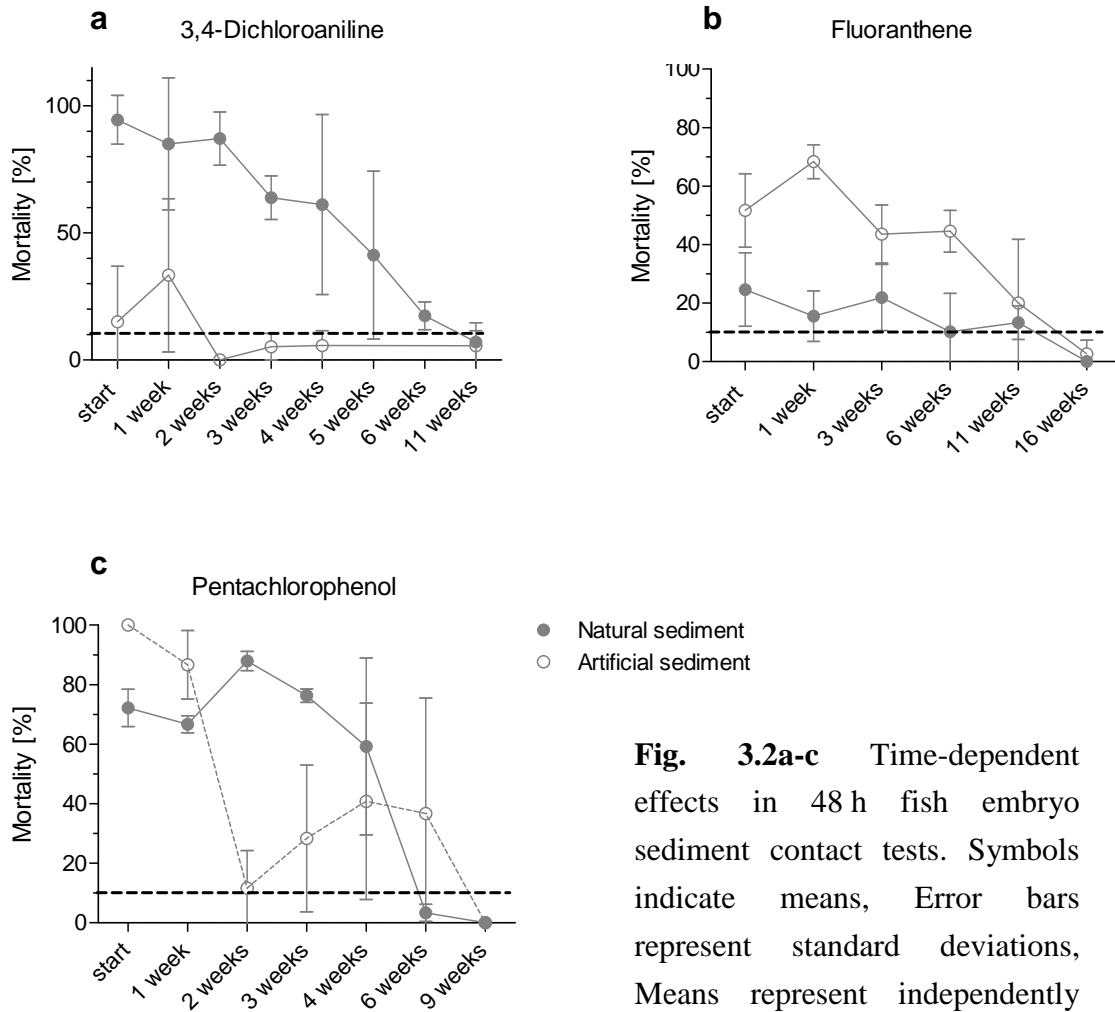 a
3,4-Dichloroaniline
Mortality [%]
100
50
0
start
1 week
2 weeks
3 weeks
4 weeks
5 weeks
6 weeks
11 weeks
b
Fluoranthene
Mortality [%]
100
80
60
40
20
0
start
1 week
3 weeks
6 weeks
11 weeks
16 weeks
c
Pentachlorophenol
Mortality [%]
100
80
60
40
20
0
start
1 week
2 weeks
3 weeks
4 weeks
6 weeks
9 weeks
Natural sediment
Artificial sediment
Fig. 3.2a-c Time-dependent
effects in 48 h fish embryo
sediment contact tests. Symbols
indicate means, Error bars
represent standard deviations,
Means represent independently